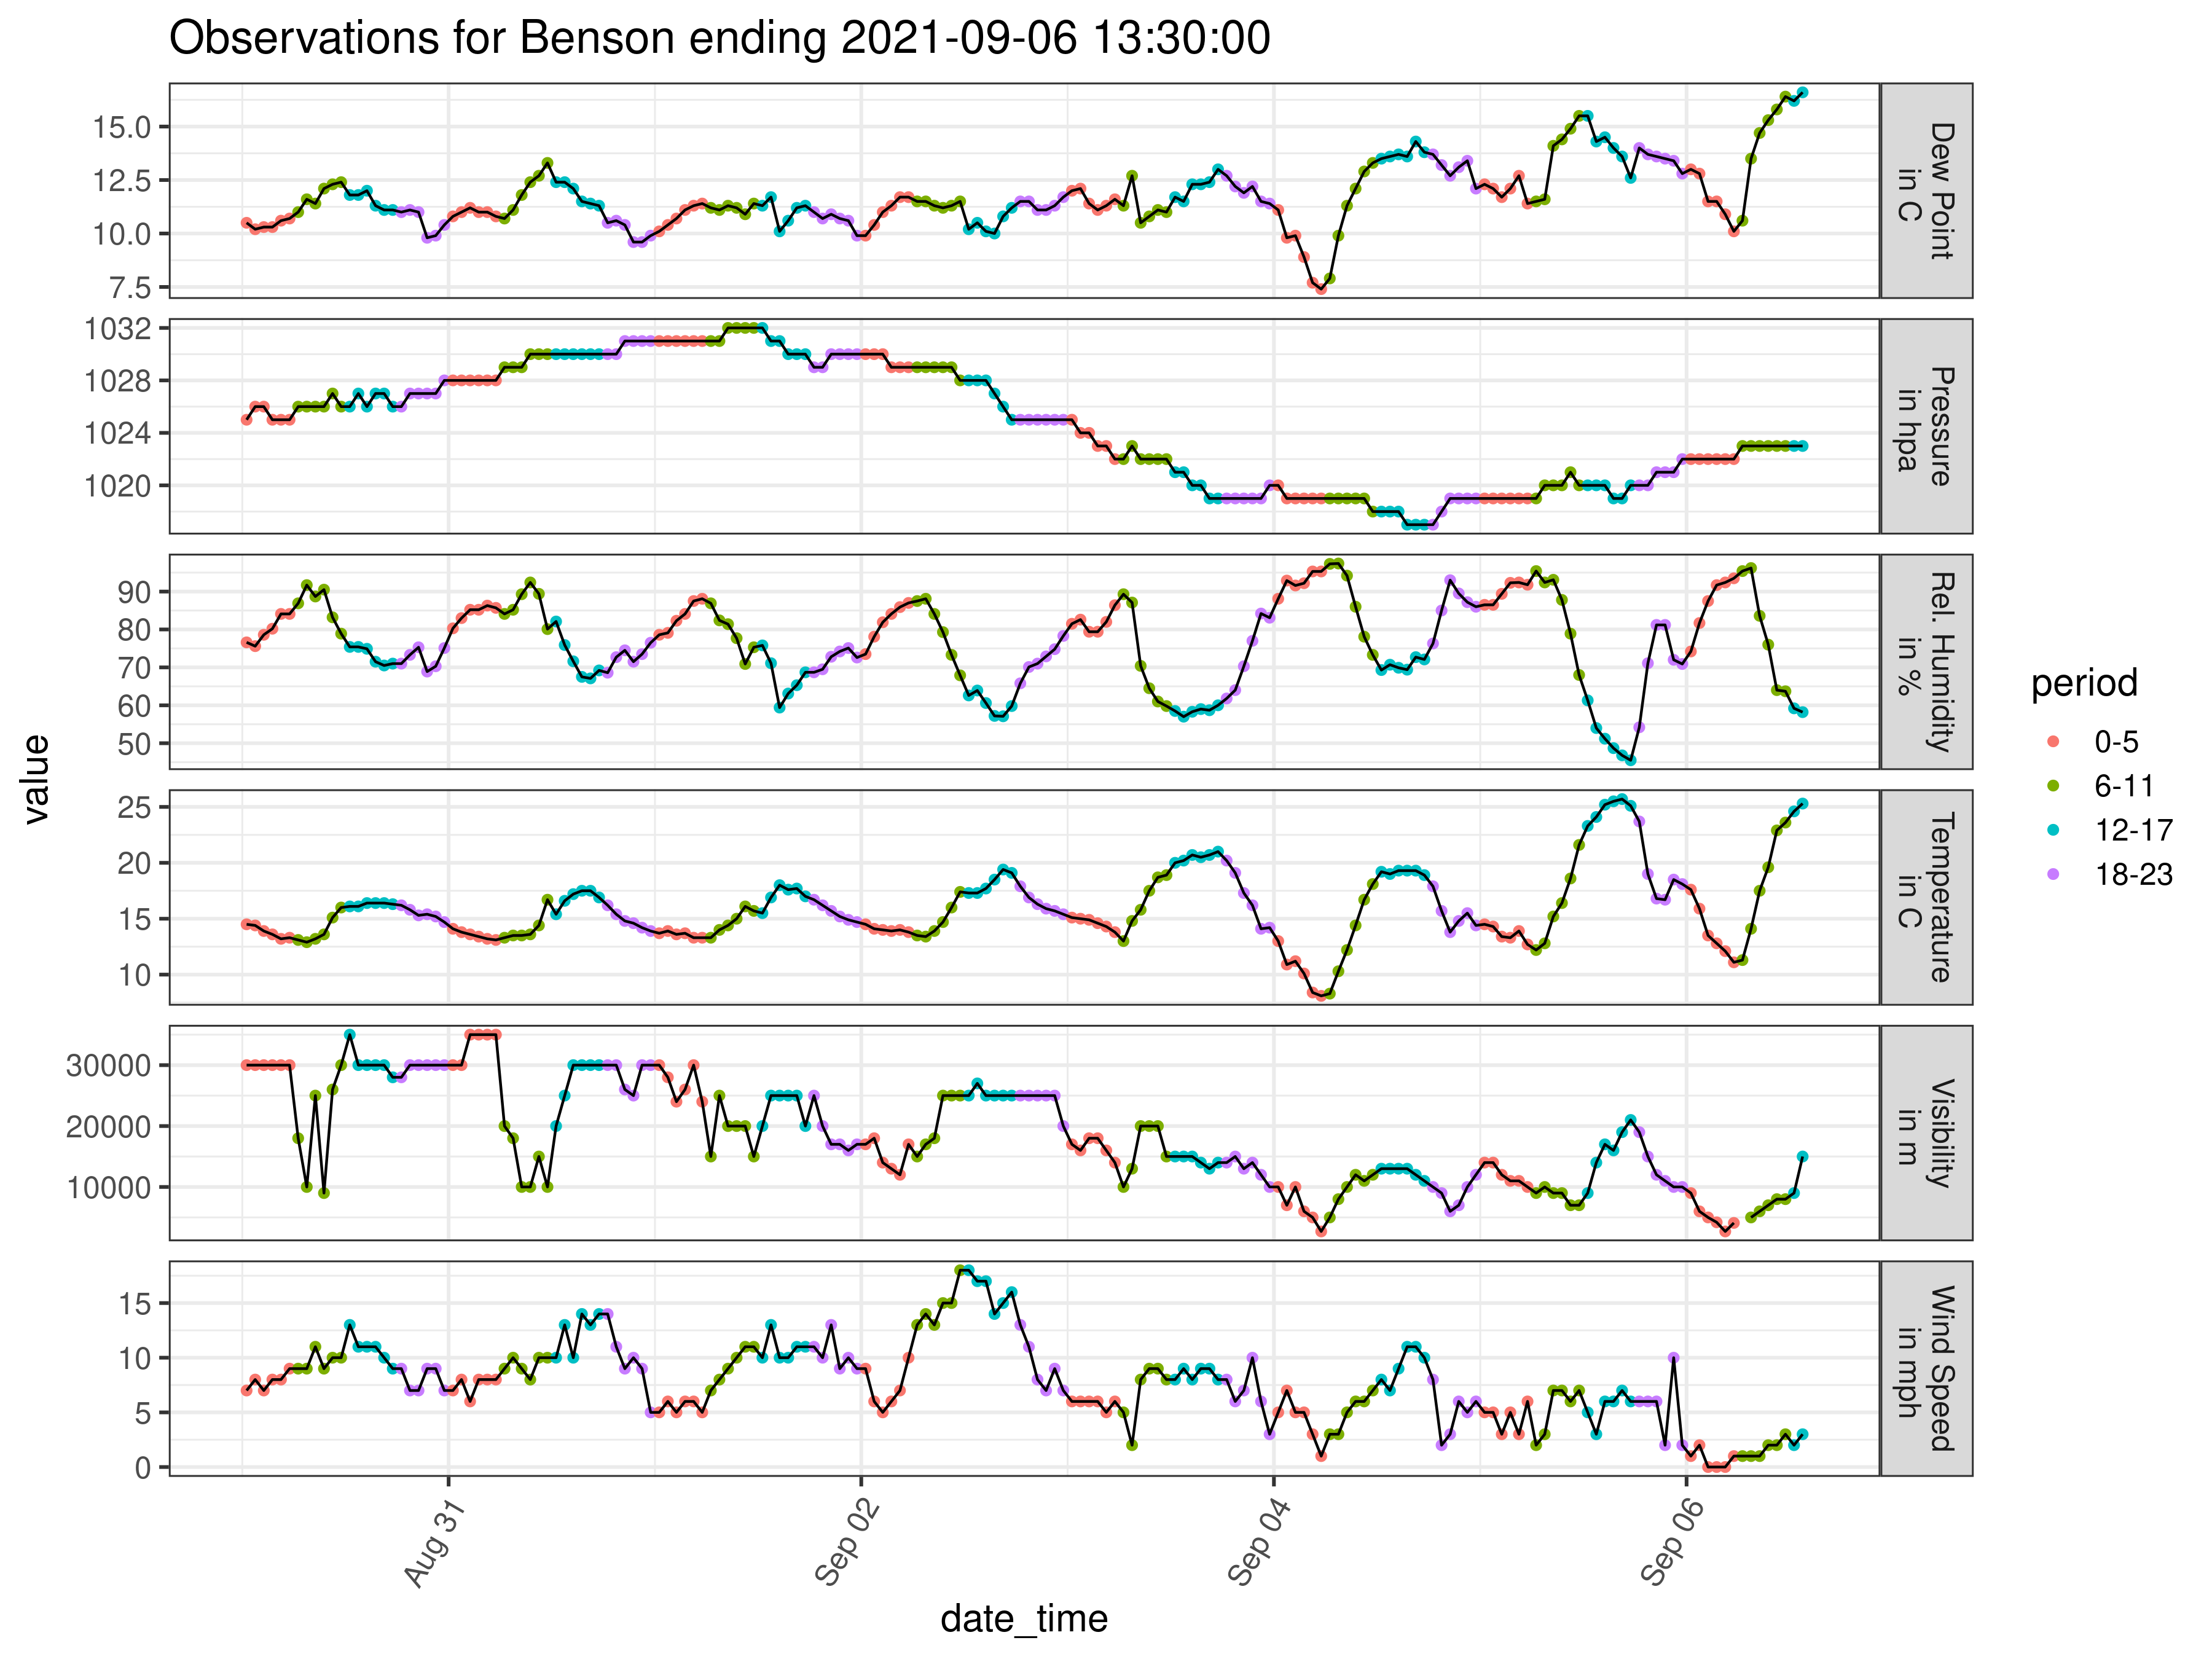 Observations for Benson ending 2021-09-06 13:30:00
value
15.0
12.5
10.0
7.5
Dew Point
in C
1032
1028
1024
1020
Pressure
in hpa
90
80
70
60
50
Rel. Humidity
in %
25
20
15
10
Temperature
in C
30000
20000
10000
Visibility
in m
15
10
5
0
Wind Speed
in mph
Aug 31
Sep 02
Sep 04
Sep 06
date_time
period
0-5
6-11
12-17
18-23